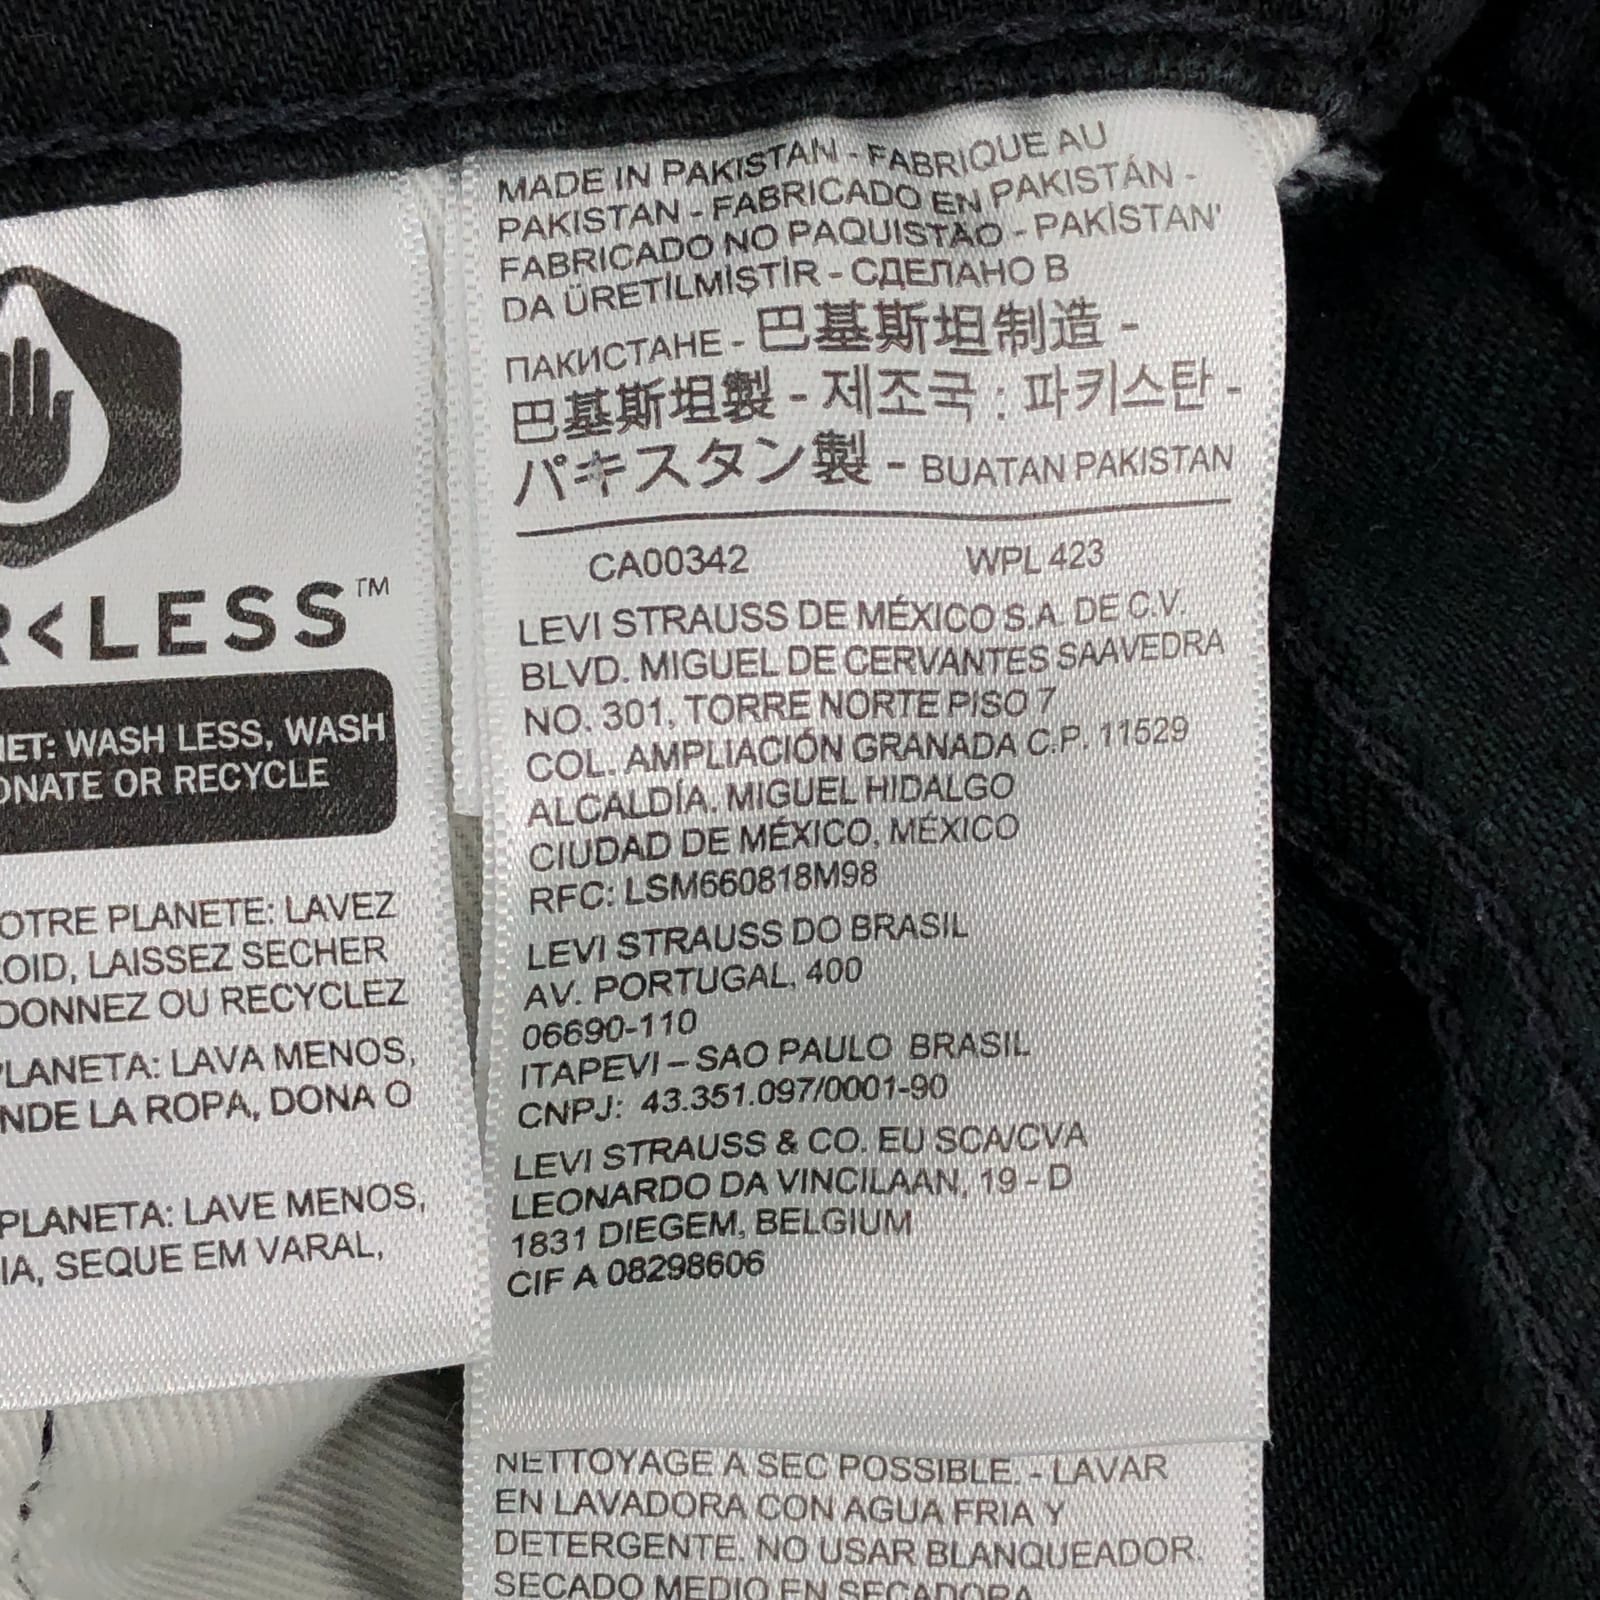 <LESS™
WASH LESS, WASH
OR RECYCLE
PLANETE: LAVEZ
LAISSEZ SECHER
DONNEZ OU RECYCLEZ
LAVA MENOS,
LA ROPA, DONA O
PLANETA: LAVE MENOS,
SEQUE EM VARAL,
MADE IN PAKISTAN - FABRIQUE AU
PAKISTAN - FABRICADO EN PAKISTÁN -
FABRICADO NO PAQUISTÃO - PAKİSTAN'
DA ÜRETİLMİŞTİR - СДЕЛАНО В
ПАКИСТАНЕ - 巴基斯坦制造 -
巴基斯坦製 - 제조국 : 파키스탄 -
パキスタン製 - BUATAN PAKISTAN
CA00342 WPL 423
LEVI STRAUSS DE MÉXICO S.A. DE C.V.
BLVD. MIGUEL DE CERVANTES SAAVEDRA
NO. 301, TORRE NORTE PISO 7
COL. AMPLIACIÓN GRANADA C.P. 11529
ALCALDÍA. MIGUEL HIDALGO
CIUDAD DE MÉXICO, MÉXICO
RFC: LSM660818M98
LEVI STRAUSS DO BRASIL
AV. PORTUGAL, 400
06690-110
ITAPEVI – SAO PAULO BRASIL
CNPJ: 43.351.097/0001-90
LEVI STRAUSS & CO. EU SCA/CVA
LEONARDO DA VINCILAAN, 19 - D
1831 DIEGEM, BELGIUM
CIF A 08298606
NETTOYAGE A SEC POSSIBLE. - LAVAR
EN LAVADORA CON AGUA FRIA Y
DETERGENTE. NO USAR BLANQUEADOR.
SECADO MEDIO EN SECADORA